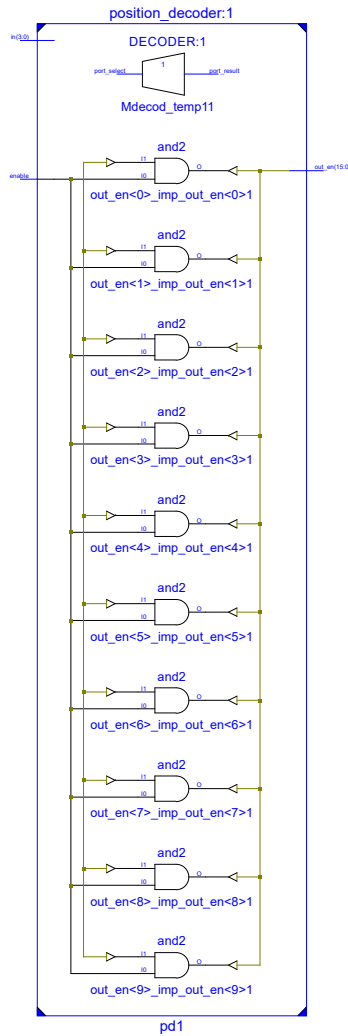 position_decoder:1
in(3:0)
DECODER:1
1
port_select
port_result
Mdecod_temp11
and2
I1
I0
O
enable
out_en(15:0
out_en<0>_imp_out_en<0>1
and2
I1
I0
O
out_en<1>_imp_out_en<1>1
and2
I1
I0
O
out_en<2>_imp_out_en<2>1
and2
I1
I0
O
out_en<3>_imp_out_en<3>1
and2
I1
I0
O
out_en<4>_imp_out_en<4>1
and2
I1
I0
O
out_en<5>_imp_out_en<5>1
and2
I1
I0
O
out_en<6>_imp_out_en<6>1
and2
I1
I0
O
out_en<7>_imp_out_en<7>1
and2
I1
I0
O
out_en<8>_imp_out_en<8>1
and2
I1
I0
O
out_en<9>_imp_out_en<9>1
pd1